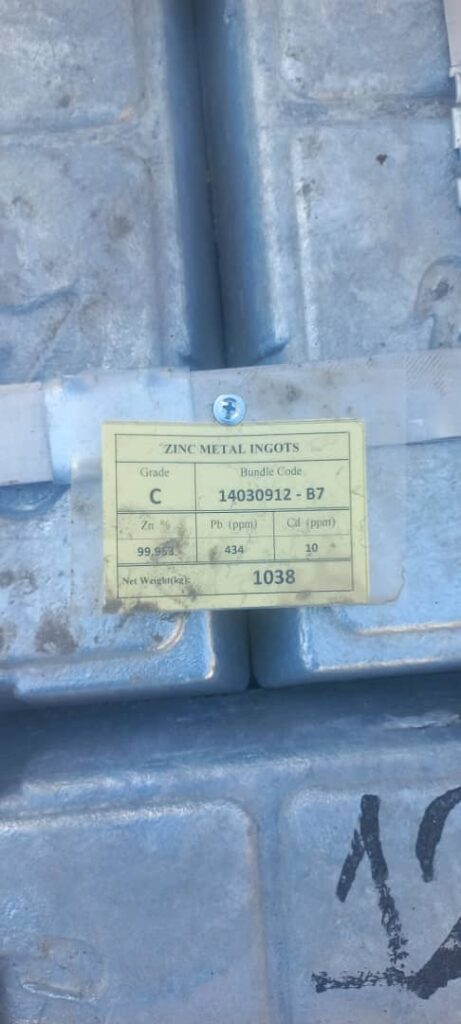 ZINC METAL INGOTS
Grade Bundle Code
C 14030912 - B7
Zn % Pb (ppm) Cd (ppm)
99.953 434 10
Net Weight(kg): 1038
12